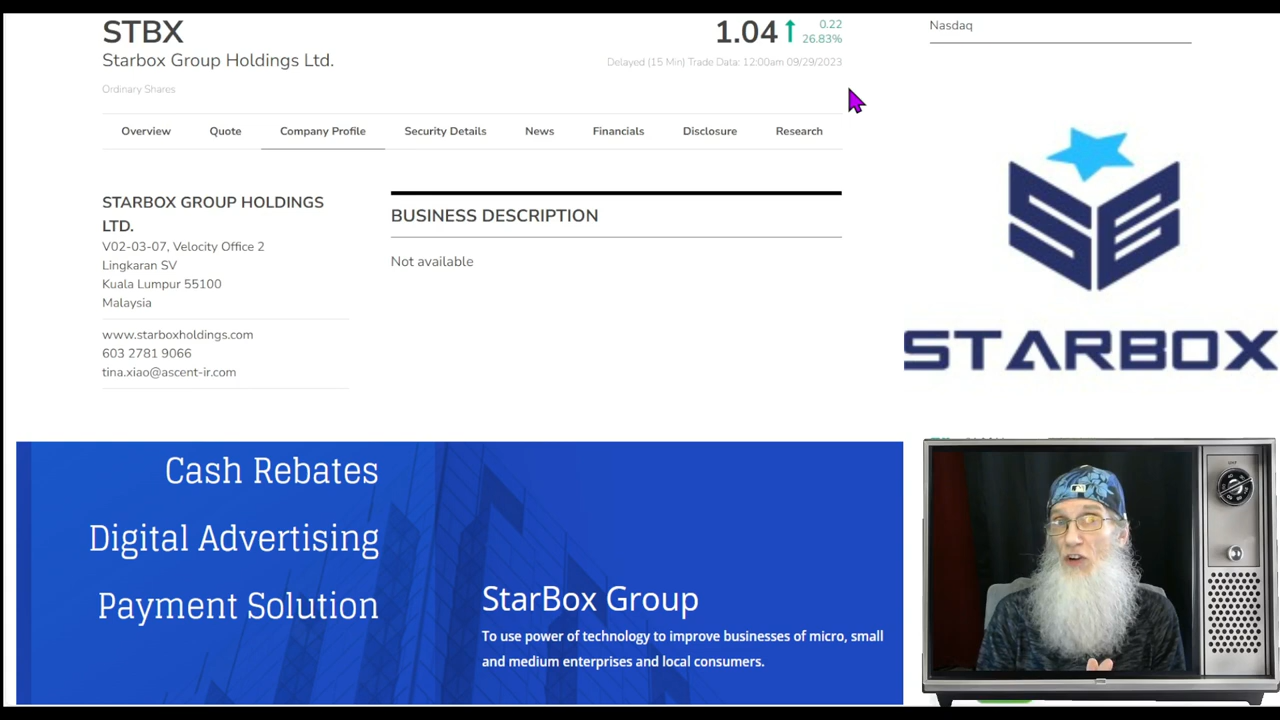 STBX
1.04
0.22
26.83%
Nasdaq
Starbox Group Holdings Ltd.
Delayed (15 Min) Trade Data: 12:00am 09/29/2023
Ordinary Shares
Overview
Quote
Company Profile
Security Details
News
Financials
Disclosure
Research
STARBOX GROUP HOLDINGS
LTD.
V02-03-07, Velocity Office 2
Lingkaran SV
Kuala Lumpur 55100
Malaysia
www.starboxholdings.com
603 2781 9066
tina.xiao@ascent-ir.com
BUSINESS DESCRIPTION
Not available
SB
STARBOX
Cash Rebates
Digital Advertising
Payment Solution
StarBox Group
To use power of technology to improve businesses of micro, small
and medium enterprises and local consumers.